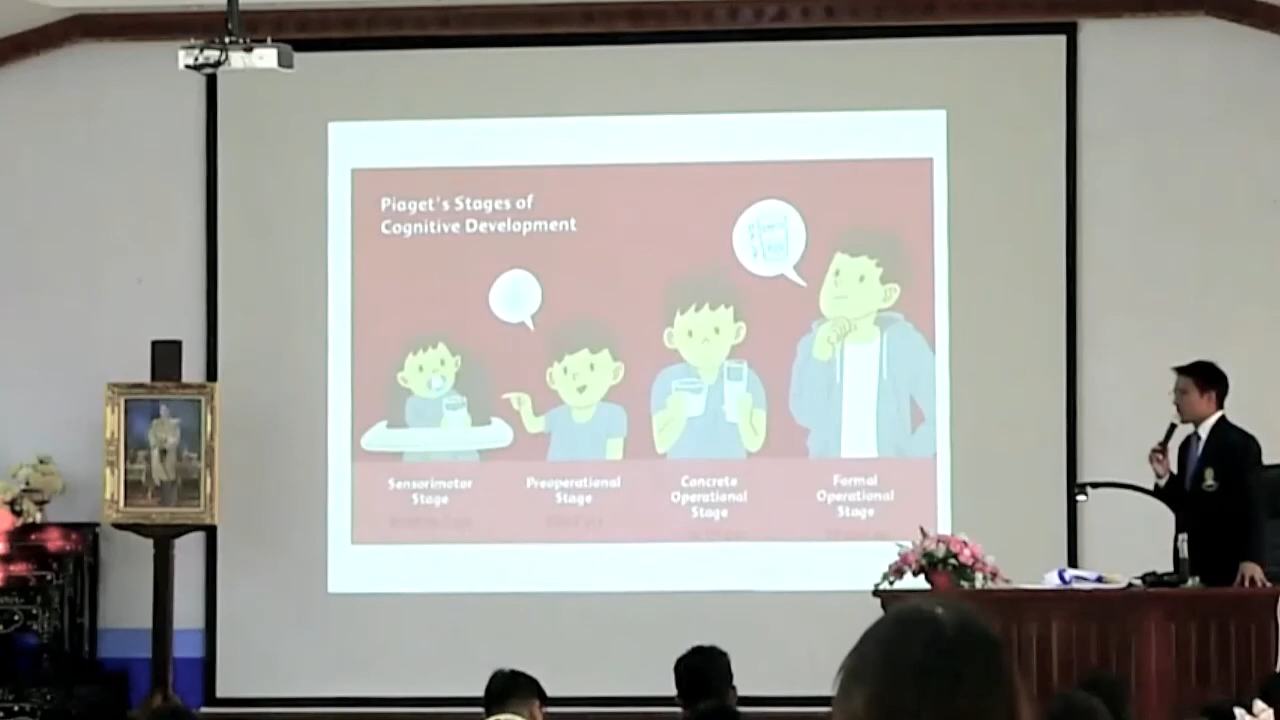 Piaget's Stages of
Cognitive Development
Sensorimotor
Stage
Preoperational
Stage
Concrete
Operational
Stage
Formal
Operational
Stage